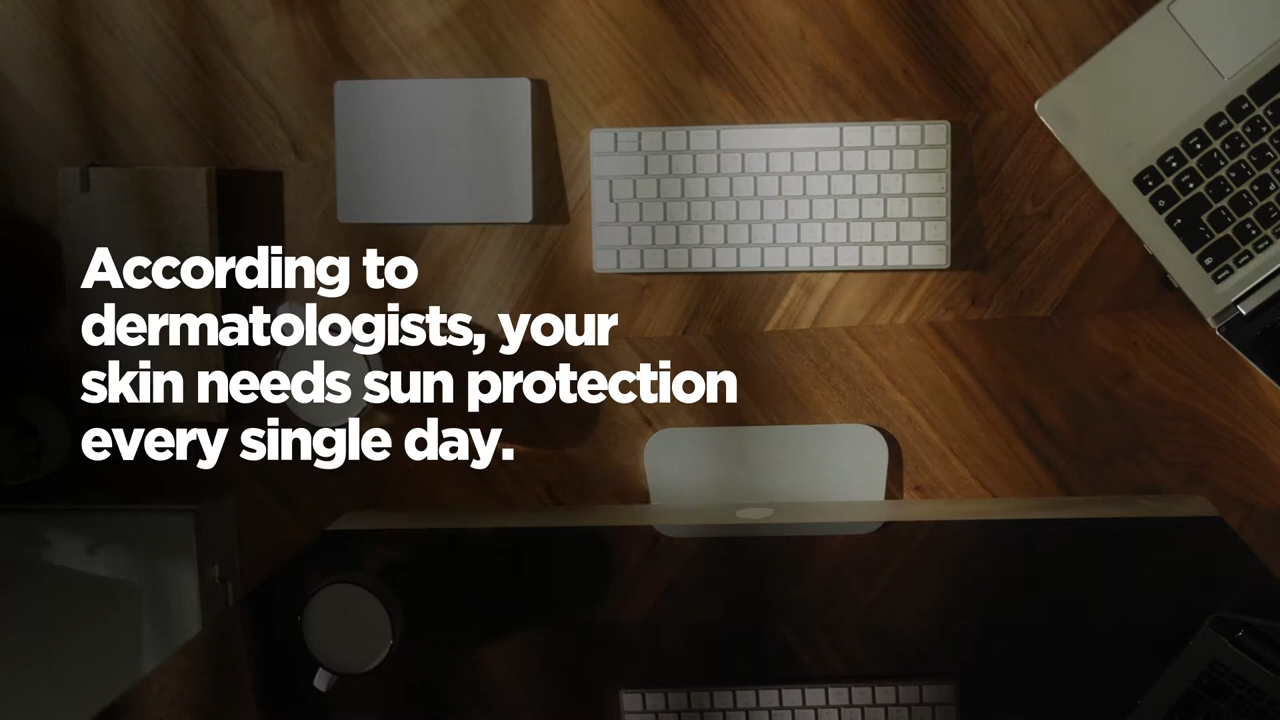 According to
dermatologists, your
skin needs sun protection
every single day.